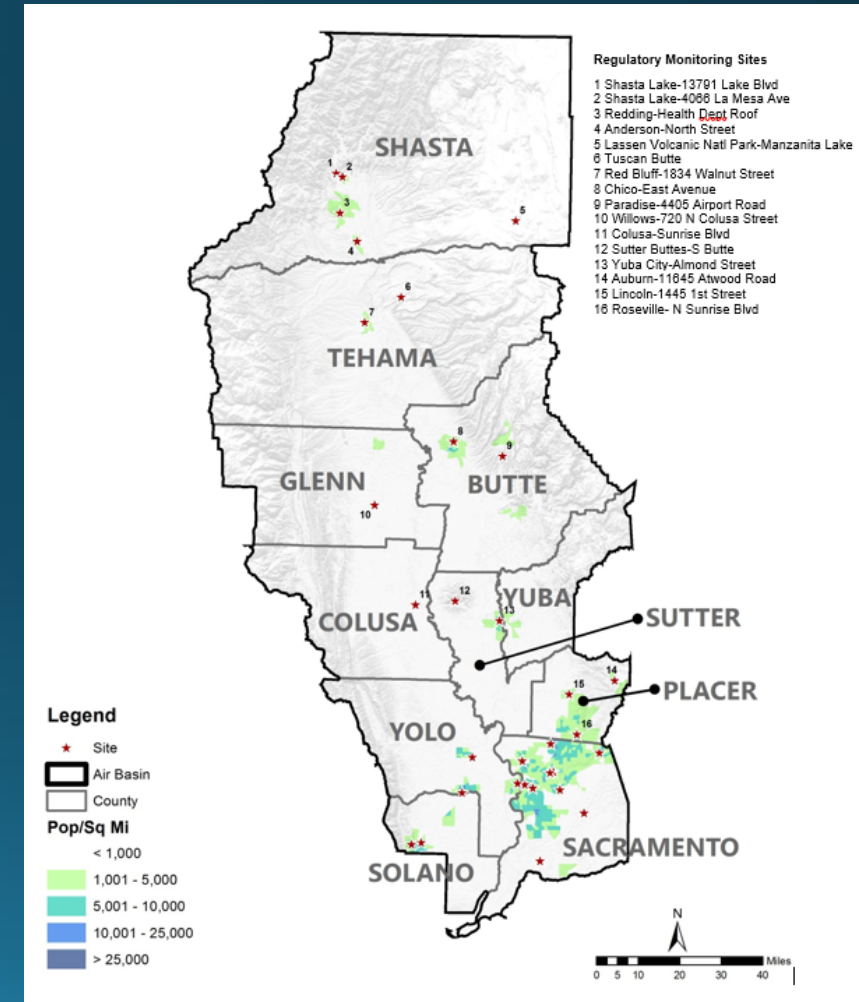 Regulatory Monitoring Sites
1 Shasta Lake-13791 Lake Blvd
2 Shasta Lake-4066 La Mesa Ave
3 Redding-Health Dept Roof
4 Anderson-North Street
5 Lassen Volcanic Natl Park-Manzanita Lake
6 Tuscan Butte
7 Red Bluff-1834 Walnut Street
8 Chico-East Avenue
9 Paradise-4405 Airport Road
10 Willows-720 N Colusa Street
11 Colusa-Sunrise Blvd
12 Sutter Buttes-S Butte
13 Yuba City-Almond Street
14 Auburn-11645 Atwood Road
15 Lincoln-1445 1st Street
16 Roseville- N Sunrise Blvd
SHASTA
1
2
3
4
5
6
7
TEHAMA
8
9
GLENN
BUTTE
10
11
12
YUBA
13
COLUSA
SUTTER
14
15
PLACER
16
YOLO
SACRAMENTO
SOLANO
Legend
Site
Air Basin
County
Pop/Sq Mi
< 1,000
1,001 - 5,000
5,001 - 10,000
10,001 - 25,000
> 25,000
N
Miles
0 5 10 20 30 40